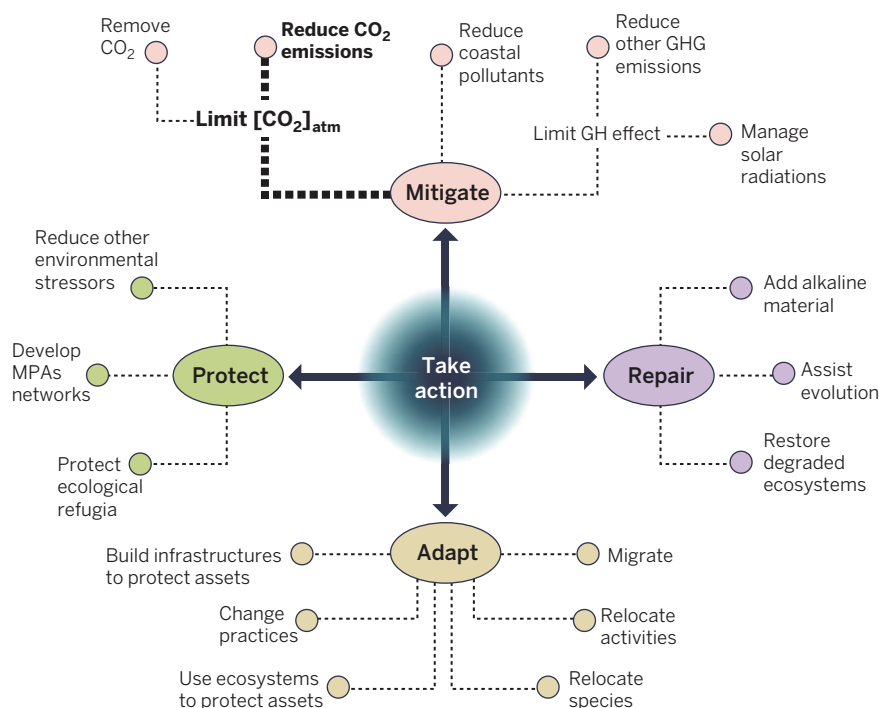 Remove
CO₂
Reduce CO₂
emissions
Reduce
coastal
pollutants
Reduce
other GHG
emissions
Limit [CO₂]atm
Limit GH effect
Manage
solar
radiations
Mitigate
Reduce other
environmental
stressors
Develop
MPAs
networks
Protect
Protect
ecological
refugia
Take
action
Repair
Add alkaline
material
Assist
evolution
Restore
degraded
ecosystems
Adapt
Build infrastructures
to protect assets
Change
practices
Use ecosystems
to protect assets
Migrate
Relocate
activities
Relocate
species